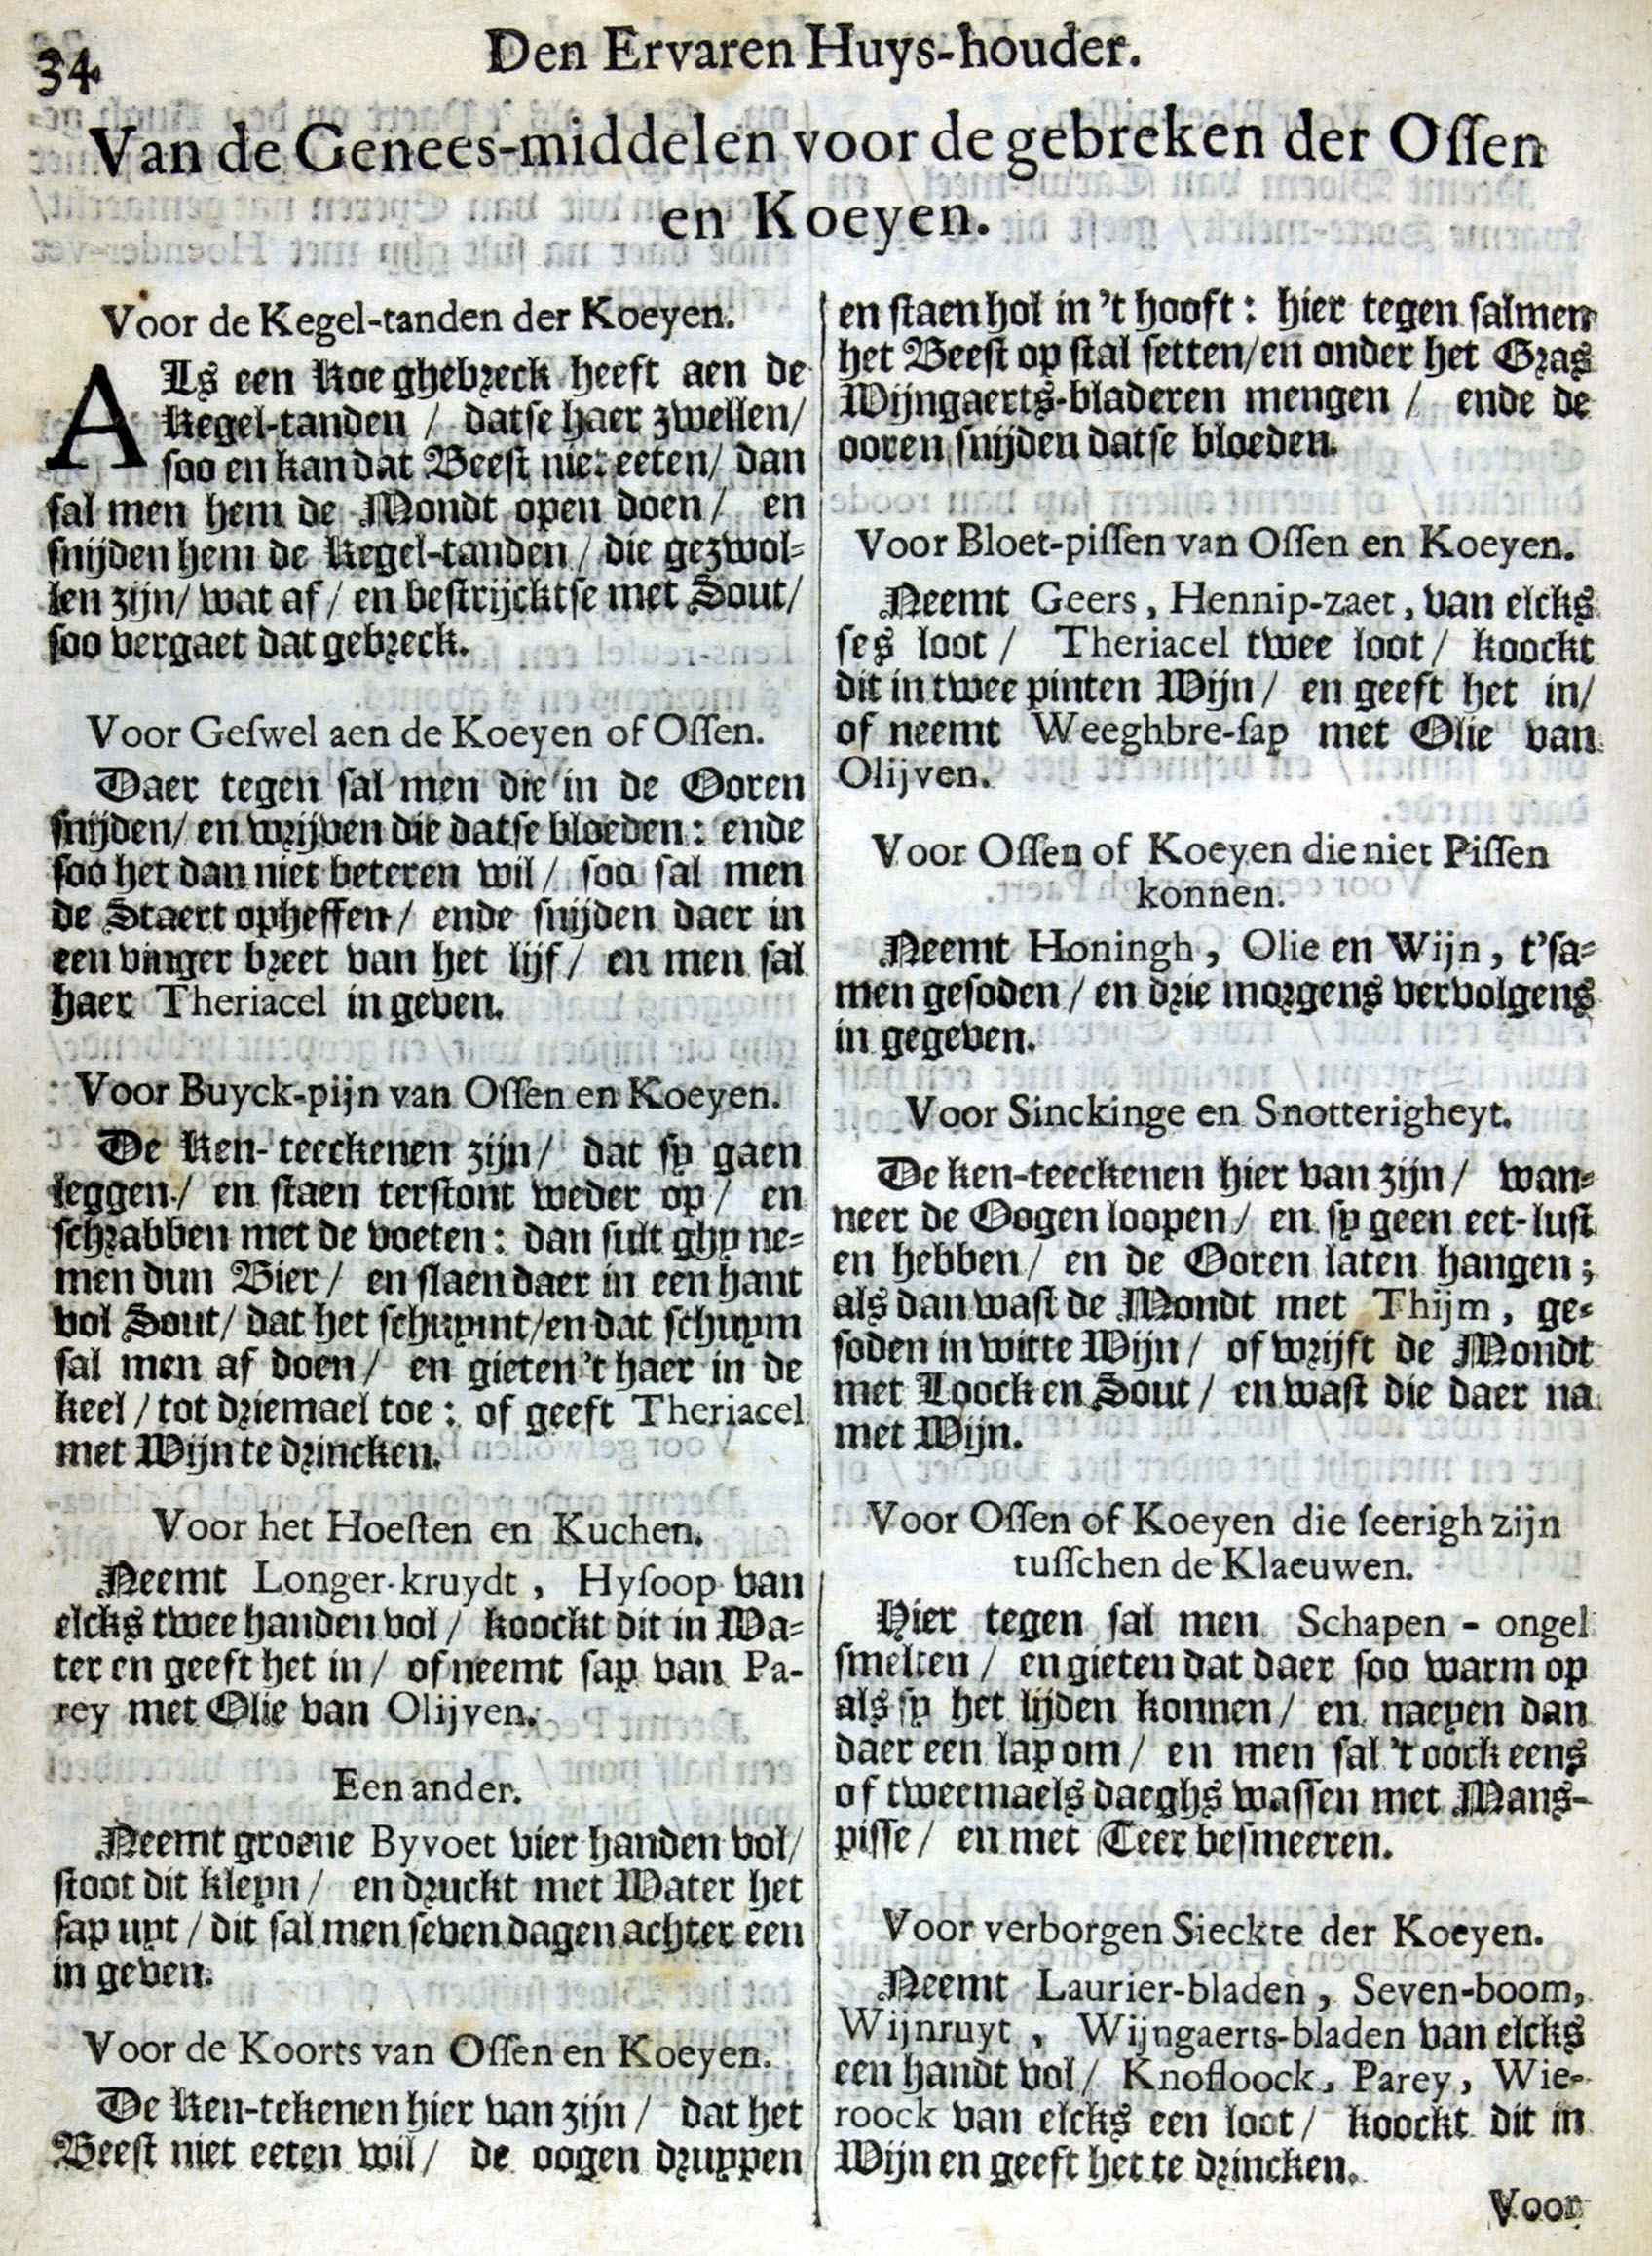 34
Den Ervaren Huys-houder.
Van de Genees-middelen voor de gebreken der Oſſen
en Koeyen.
Voor de Kegel-tanden der Koeyen.
ALs een Koe ghebreck heeft aen de
Kegel-tanden / datſe haer zwellen/
ſoo en kan dat Beeſt niet eeten/ dan
ſal men hem de Mondt open doen / en
ſnijden hem de Kegel-tanden / die gezwol-
len zijn/ wat af / en beſtrijcktſe met Sout/
ſoo vergaet dat gebreck.
Voor Geſwel aen de Koeyen of Oſſen.
Daer tegen ſal men die in de Ooren
ſnijden/ en wrijven die datſe bloeden: ende
ſoo het dan niet beteren wil / ſoo ſal men
de Staert opheffen / ende ſnijden daer in
een vinger breet van het lijf / en men ſal
haer Theriacel in geven.
Voor Buyck-pijn van Oſſen en Koeyen.
De Ken-teeckenen zijn / dat ſy gaen
leggen / en ſtaen terſtont weder op / en
ſchrabben met de voeten: dan ſult ghy ne-
men dun Bier / en ſlaen daer in een hant
vol Sout/ dat het ſchuymt/en dat ſchuym
ſal men af doen / en gieten 't haer in de
keel / tot driemael toe: of geeft Theriacel
met Wijn te drincken.
Voor het Hoeſten en Kuchen.
Neemt Longer-kruydt, Hyſoop van
elcks twee handen vol / koockt dit in Wa-
ter en geeft het in / of neemt ſap van Pa-
rey met Olie van Olijven.
Een ander.
Neemt groene Byvoet vier handen vol/
ſtoot dit kleyn / en druckt met Water het
ſap uyt / dit ſal men ſeven dagen achter een
in geven.
Voor de Koorts van Oſſen en Koeyen.
De Ken-tekenen hier van zijn / dat het
Beeſt niet eeten wil / de oogen druppen
en ſtaen hol in 't hooft: hier tegen ſalmen
het Beeſt op ſtal ſetten/en onder het Gras
Wijngaerts-bladeren mengen / ende de
ooren ſnijden datſe bloeden.
Voor Bloet-piſſen van Oſſen en Koeyen.
Neemt Geers, Hennip-zaet, van elcks
ſes loot / Theriacel twee loot / koockt
dit in twee pinten Wijn / en geeft het in/
of neemt Weeghbre-ſap met Olie van
Olijven.
Voor Oſſen of Koeyen die niet Piſſen
konnen.
Neemt Honingh, Olie en Wijn, t'ſa-
men geſoden / en drie morgens vervolgens
in gegeven.
Voor Sinckinge en Snotterigheyt.
De ken-teeckenen hier van zijn / wan-
neer de Oogen loopen / en ſy geen eet-luſt
en hebben / en de Ooren laten hangen;
als dan waſt de Mondt met Thijm, ge-
ſoden in witte Wijn / of wrijft de Mondt
met Loock en Sout / en waſt die daer na
met Wijn.
Voor Oſſen of Koeyen die ſeerigh zijn
tuſſchen de Klaeuwen.
Hier tegen ſal men Schapen-ongel
ſmelten / en gieten dat daer ſoo warm op
als ſy het lijden konnen / en naeyen dan
daer een lap om / en men ſal 't oock eens
of tweemaels daeghs waſſen met Mans-
piſſe / en met Teer beſmeeren.
Voor verborgen Sieckte der Koeyen.
Neemt Laurier-bladen, Seven-boom,
Wijnruyt, Wijngaerts-bladen van elcks
een handt vol / Knofloock, Parey, Wie-
roock van elcks een loot / koockt dit in
Wijn en geeft het te drincken.
Voor